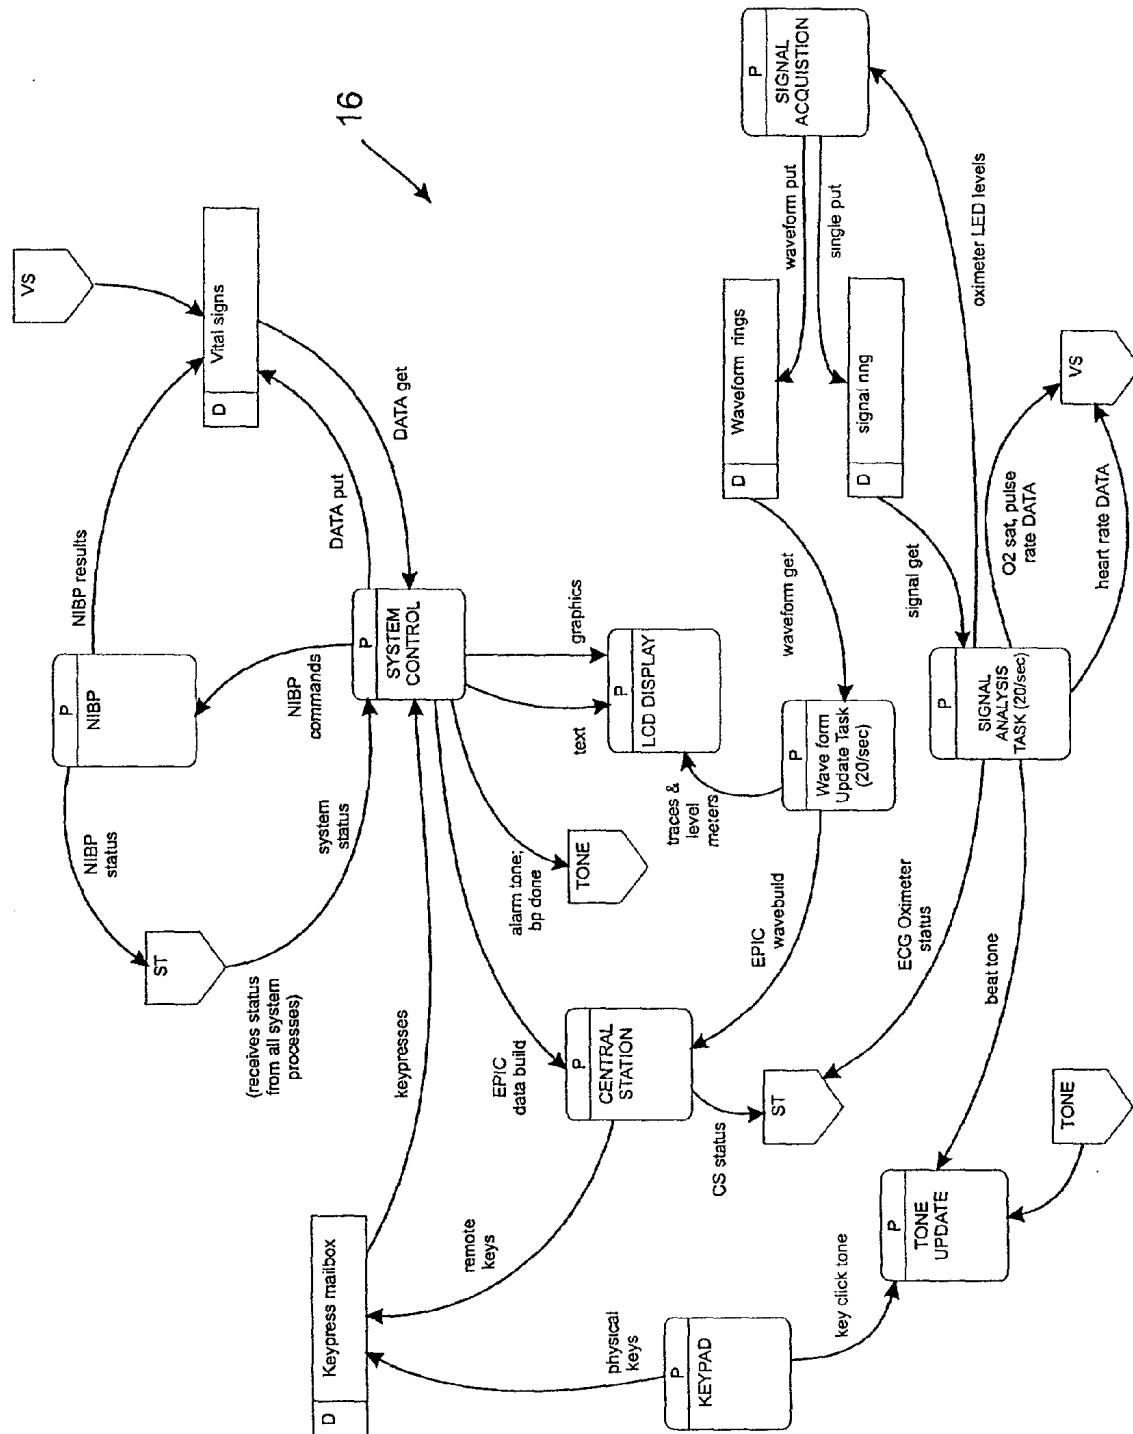 16
VS
D
Vital signs
NIBP results
DATA put
DATA get
P
NIBP
NIBP
commands
P
SYSTEM
CONTROL
NIBP
status
system
status
ST
(receives status
from all system
processes)
keypresses
D
Keypress mailbox
remote
keys
physical
keys
P
KEYPAD
key click tone
EPIC
data build
P
CENTRAL
STATION
CS status
ST
alarm tone;
bp done
TONE
text
graphics
P
LCD DISPLAY
traces &
level
meters
EPIC
wavebuild
P
Wave form
Update Task
(20/sec)
waveform get
D
Waveform rings
D
signal ring
waveform put
single put
P
SIGNAL
ACQUISTION
oximeter LED levels
signal get
P
SIGNAL
ANALYSIS
TASK (20/sec)
O2 sat, pulse
rate DATA
heart rate DATA
VS
ECG Oximeter
status
beat tone
P
TONE
UPDATE
TONE